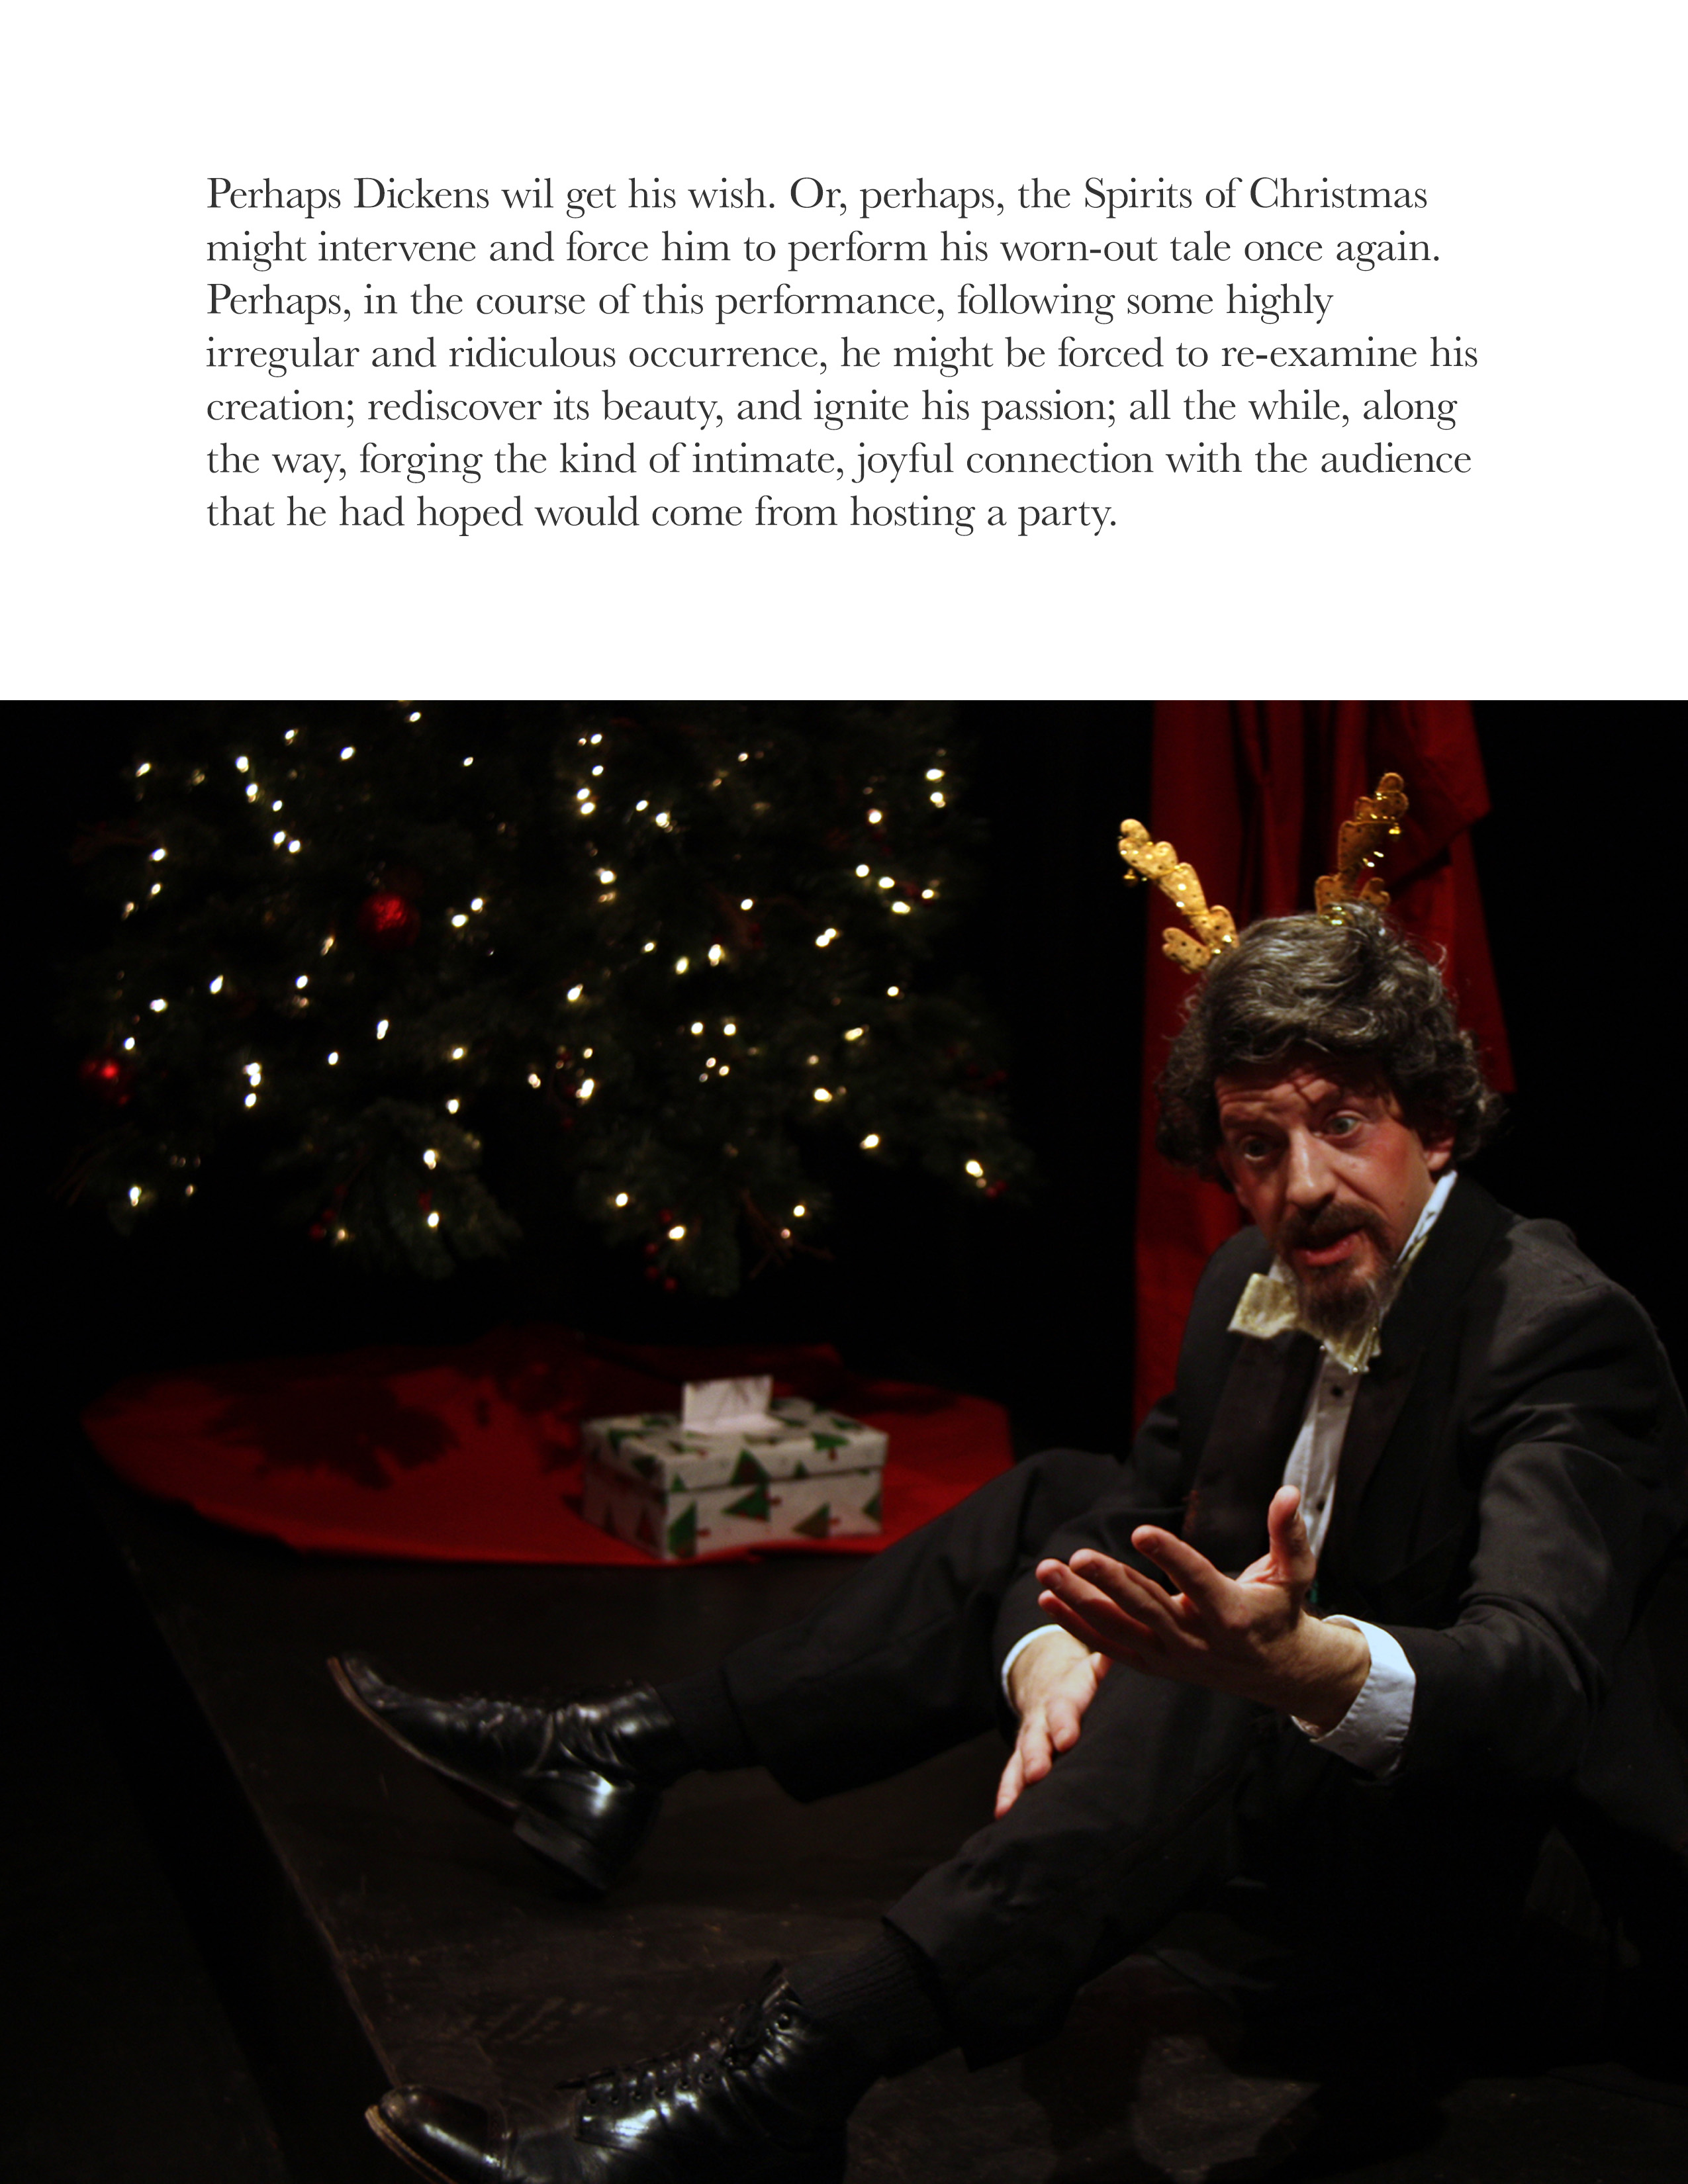 Perhaps Dickens wil get his wish. Or, perhaps, the Spirits of Christmas
might intervene and force him to perform his worn-out tale once again.
Perhaps, in the course of this performance, following some highly
irregular and ridiculous occurrence, he might be forced to re-examine his
creation; rediscover its beauty, and ignite his passion; all the while, along
the way, forging the kind of intimate, joyful connection with the audience
that he had hoped would come from hosting a party.